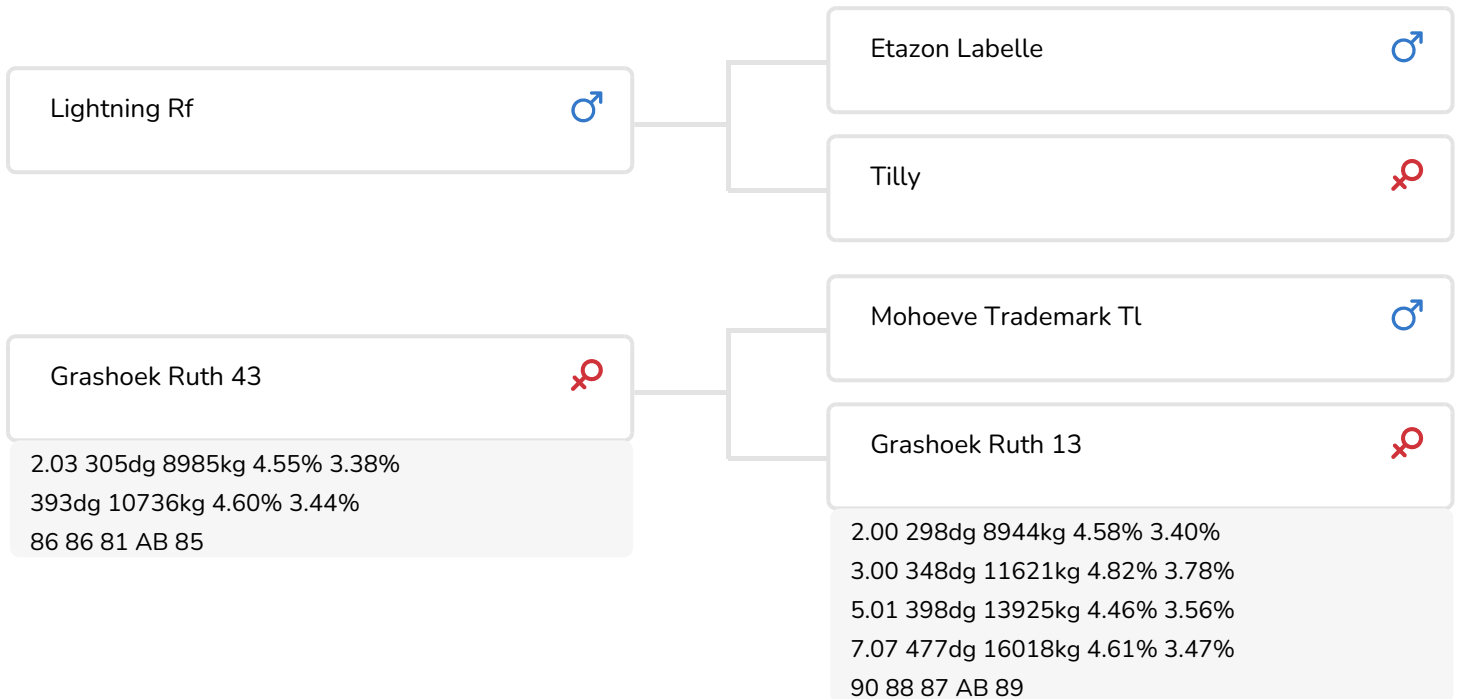 Lightning Rf
Etazon Labelle
Tilly
Grashoek Ruth 43
2.03 305dg 8985kg 4.55% 3.38%
393dg 10736kg 4.60% 3.44%
86 86 81 AB 85
Mohoeve Trademark Tl
Grashoek Ruth 13
2.00 298dg 8944kg 4.58% 3.40%
3.00 348dg 11621kg 4.82% 3.78%
5.01 398dg 13925kg 4.46% 3.56%
7.07 477dg 16018kg 4.61% 3.47%
90 88 87 AB 89